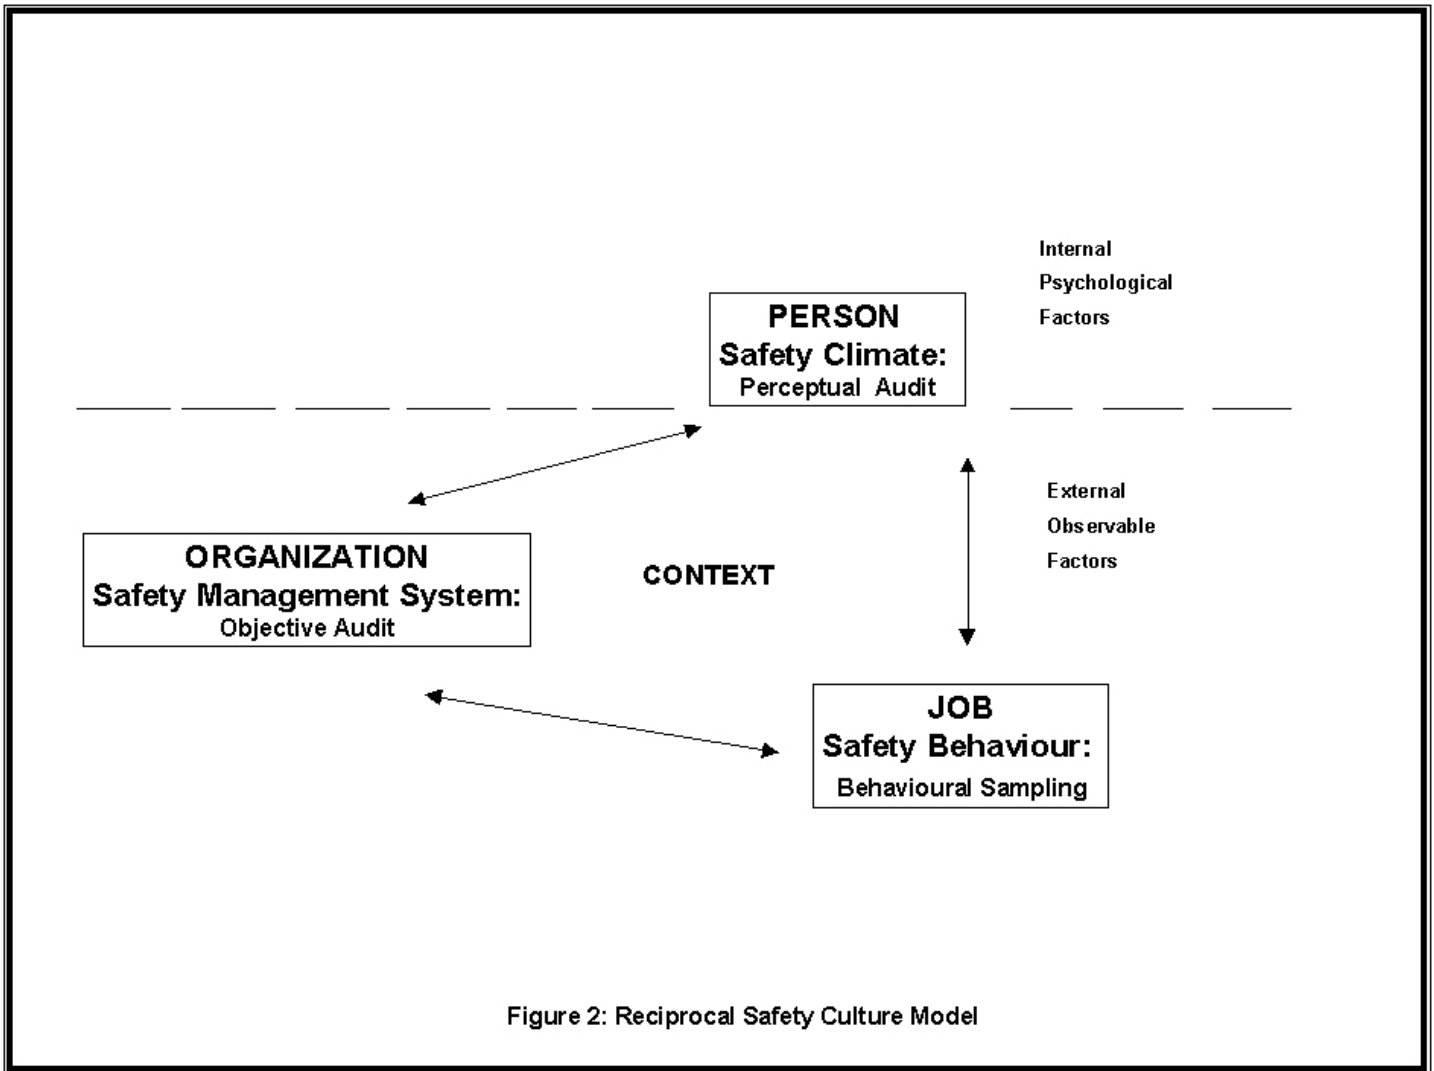 Internal
Psychological
Factors
PERSON
Safety Climate:
Perceptual Audit
External
Observable
Factors
ORGANIZATION
Safety Management System:
Objective Audit
CONTEXT
JOB
Safety Behaviour:
Behavioural Sampling
Figure 2: Reciprocal Safety Culture Model